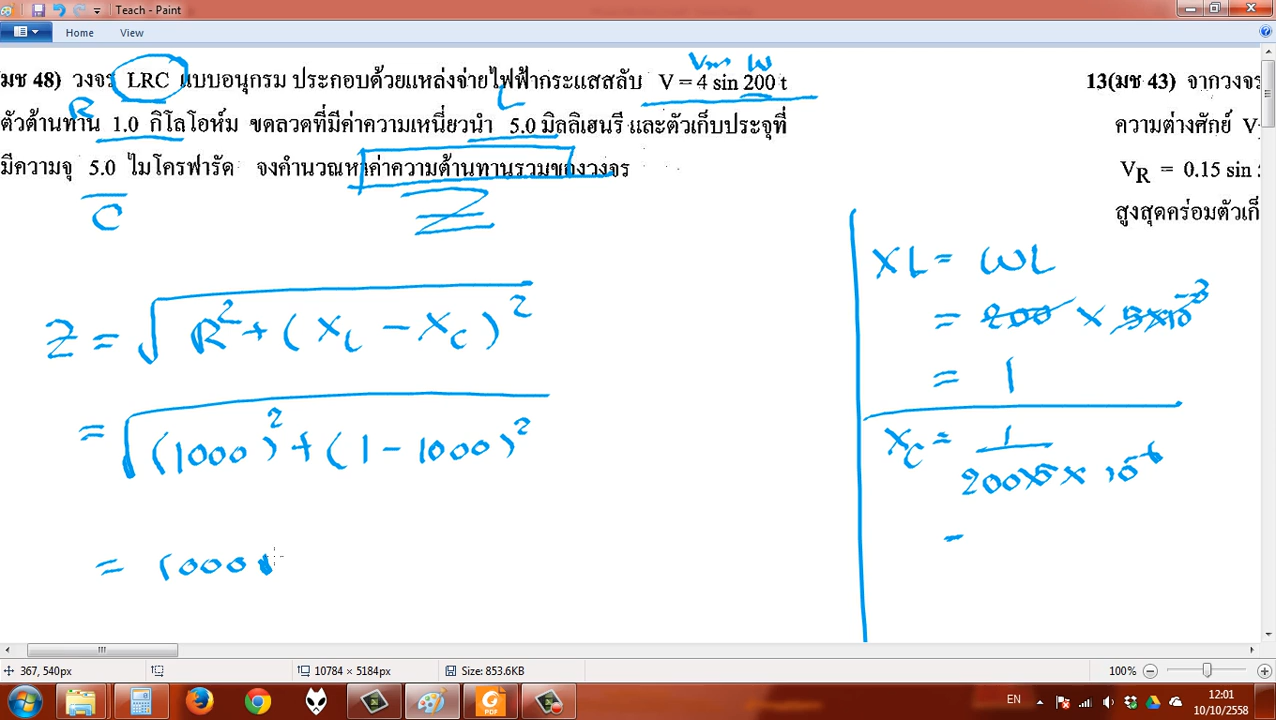 Teach - Paint
Home View
(มช 48) วงจร LRC แบบอนุกรม ประกอบด้วยแหล่งจ่ายไฟฟ้ากระแสสลับ V = 4 sin 200 t
Vm ω
R L
ตัวต้านทาน 1.0 กิโลโอห์ม ขดลวดที่มีค่าความเหนี่ยวนำ 5.0 มิลลิเฮนรี และตัวเก็บประจุที่
มีความจุ 5.0 ไมโครฟารัด จงคำนวณหาค่าความต้านทานรวมของวงจร
C Z
13(มช 43) จากวงจร
ความต่างศักย์ V
VR = 0.15 sin
สูงสุดคร่อมตัวเก็
Z = √R² + (XL - XC)²
= √(1000)² + (1 - 1000)²
= 1000
XL = ωL
= 200 × 5×10⁻³
= 1
XC = 1
200×5× 10⁻⁶
=
367, 540px 10784 × 5184px Size: 853.6KB 100%
PDF EN 12:01
10/10/2558